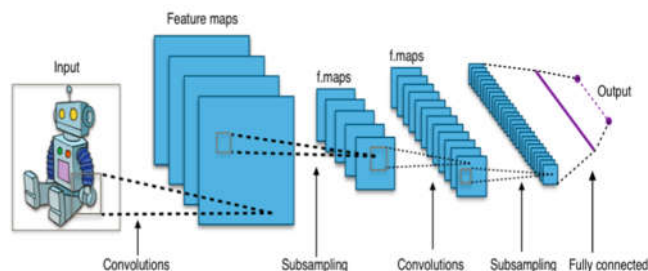 Feature maps
f.maps
f.maps
Input
Output
Convolutions
Subsampling
Convolutions
Subsampling
Fully connected